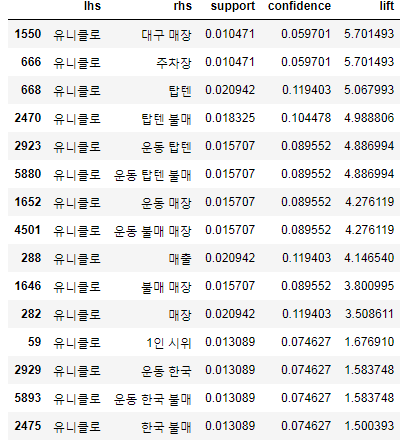 lhs rhs support confidence lift
1550 유니클로 대구 매장 0.010471 0.059701 5.701493
666 유니클로 주차장 0.010471 0.059701 5.701493
668 유니클로 탑텐 0.020942 0.119403 5.067993
2470 유니클로 탑텐 불매 0.018325 0.104478 4.988806
2923 유니클로 운동 탑텐 0.015707 0.089552 4.886994
5880 유니클로 운동 탑텐 불매 0.015707 0.089552 4.886994
1652 유니클로 운동 매장 0.015707 0.089552 4.276119
4501 유니클로 운동 불매 매장 0.015707 0.089552 4.276119
288 유니클로 매출 0.020942 0.119403 4.146540
1646 유니클로 불매 매장 0.015707 0.089552 3.800995
282 유니클로 매장 0.020942 0.119403 3.508611
59 유니클로 1인 시위 0.013089 0.074627 1.676910
2929 유니클로 운동 한국 0.013089 0.074627 1.583748
5893 유니클로 운동 한국 불매 0.013089 0.074627 1.583748
2475 유니클로 한국 불매 0.013089 0.074627 1.500393